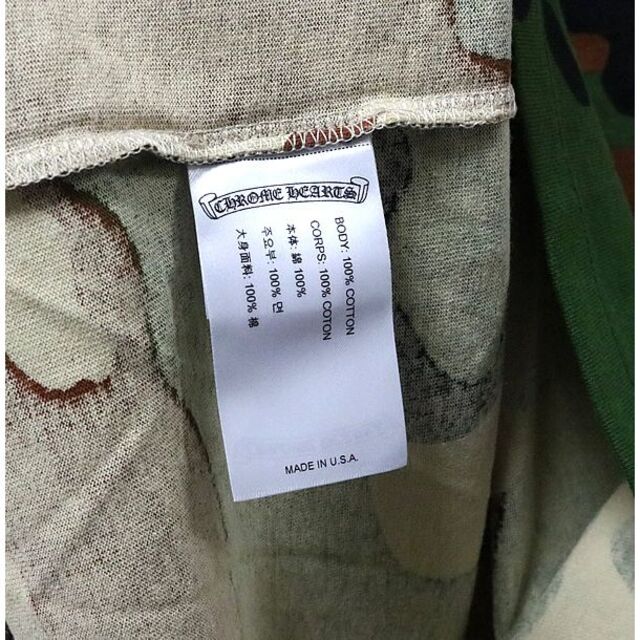 CHROME HEARTS
BODY: 100% COTTON
CORPS: 100% COTON
本体: 綿 100%
주요부: 100% 면
大身面料: 100% 棉
MADE IN U.S.A.